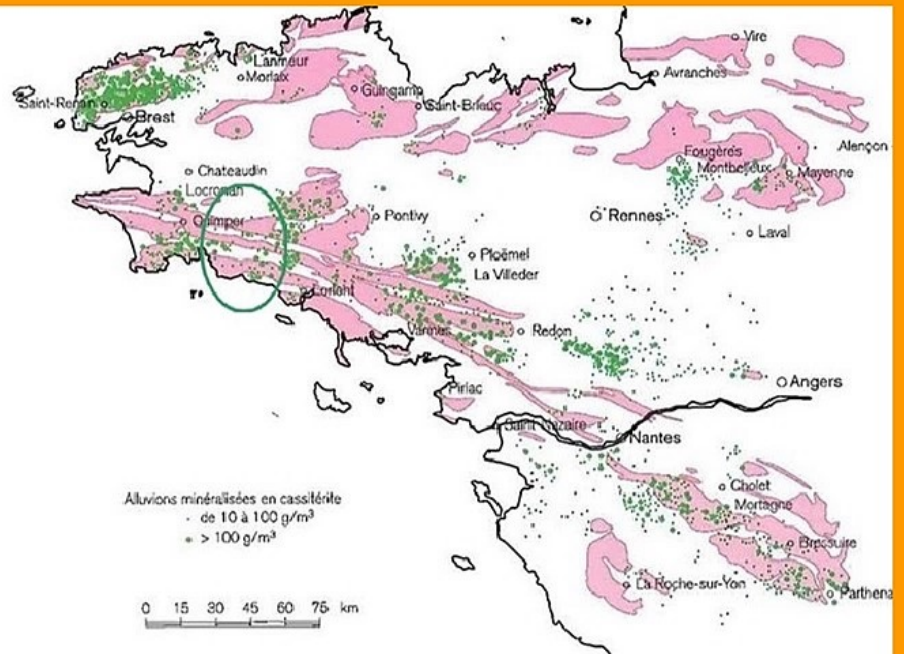 Vire
Lanmeur
Morlaix
Avranches
Guingamp
Saint-Renan
Saint-Brieuc
Brest
Alençon
Fougères
Chateaudin
Montbelleux
Mayenne
Locronan
Quimper
Pontivy
Rennes
Laval
Ploëmel
La Villeder
Lorient
Vannes
Redon
Angers
Piriac
Saint Nazaire
Nantes
Cholet
Alluvions minéralisées en cassitérite
Mortagne
de 10 à 100 g/m³
> 100 g/m³
Bressuire
La Roche-sur-Yon
Parthena
0 15 30 45 60 75 km